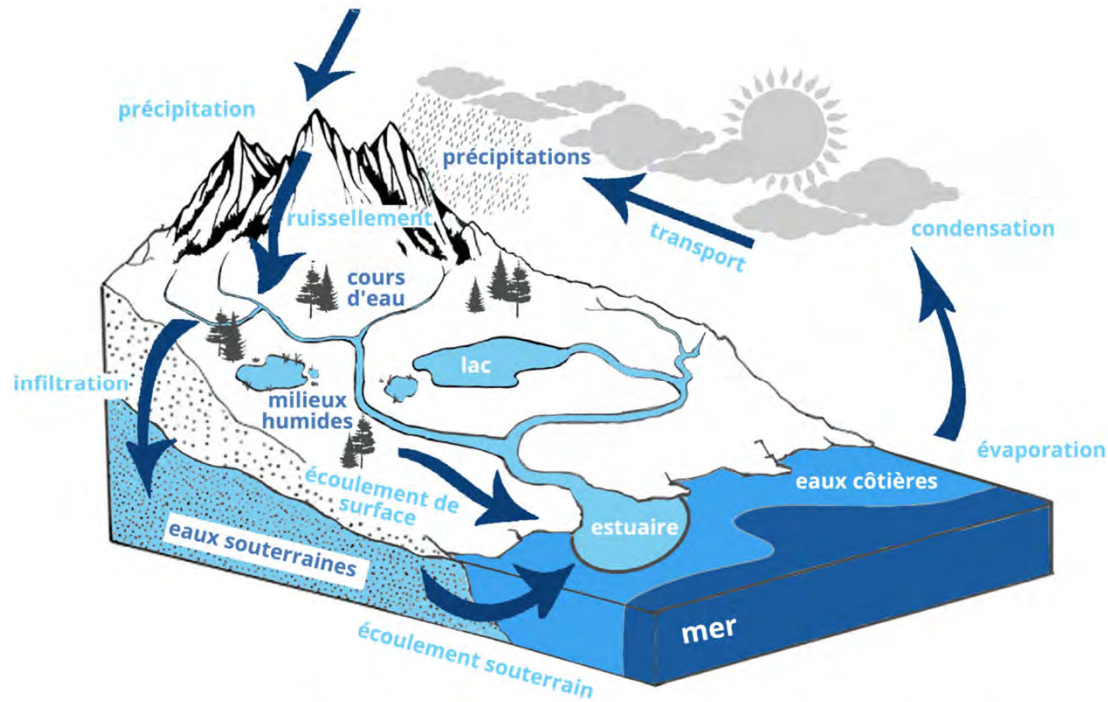 précipitation
précipitations
ruissellement
condensation
transport
cours
d'eau
lac
infiltration
milieux
humides
évaporation
eaux côtières
écoulement de
surface
estuaire
eaux souterraines
mer
écoulement souterrain